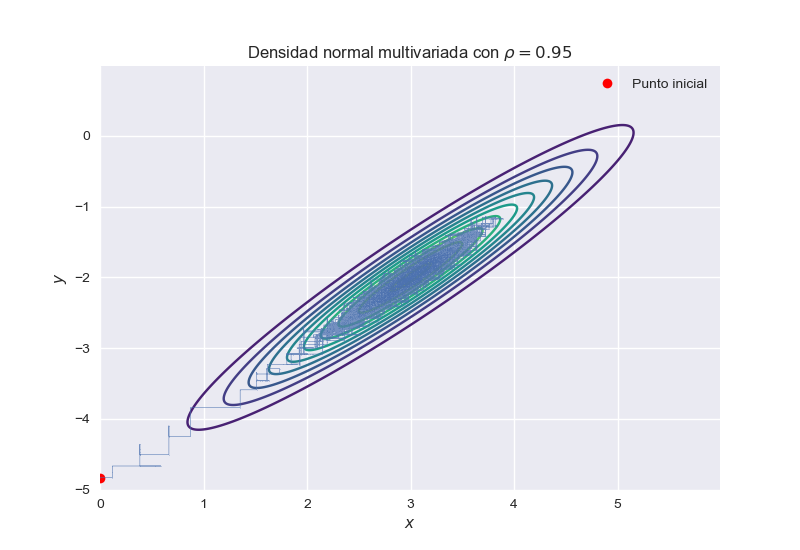 Densidad normal multivariada con ρ = 0.95
Punto inicial
y
0
−1
−2
−3
−4
−5
0 1 2 3 4 5
x